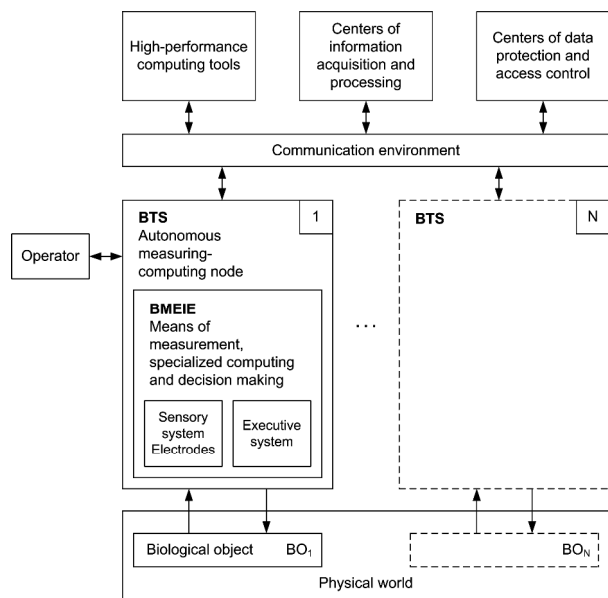 High-performance
computing tools
Centers of
information
acquisition and
processing
Centers of data
protection and
access control
Communication environment
BTS
1
Autonomous
measuring-
computing node
Operator
BMEIE
Means of
measurement,
specialized computing
and decision making
Sensory
system
Electrodes
Executive
system
...
BTS
N
Biological object BO₁
BON
Physical world